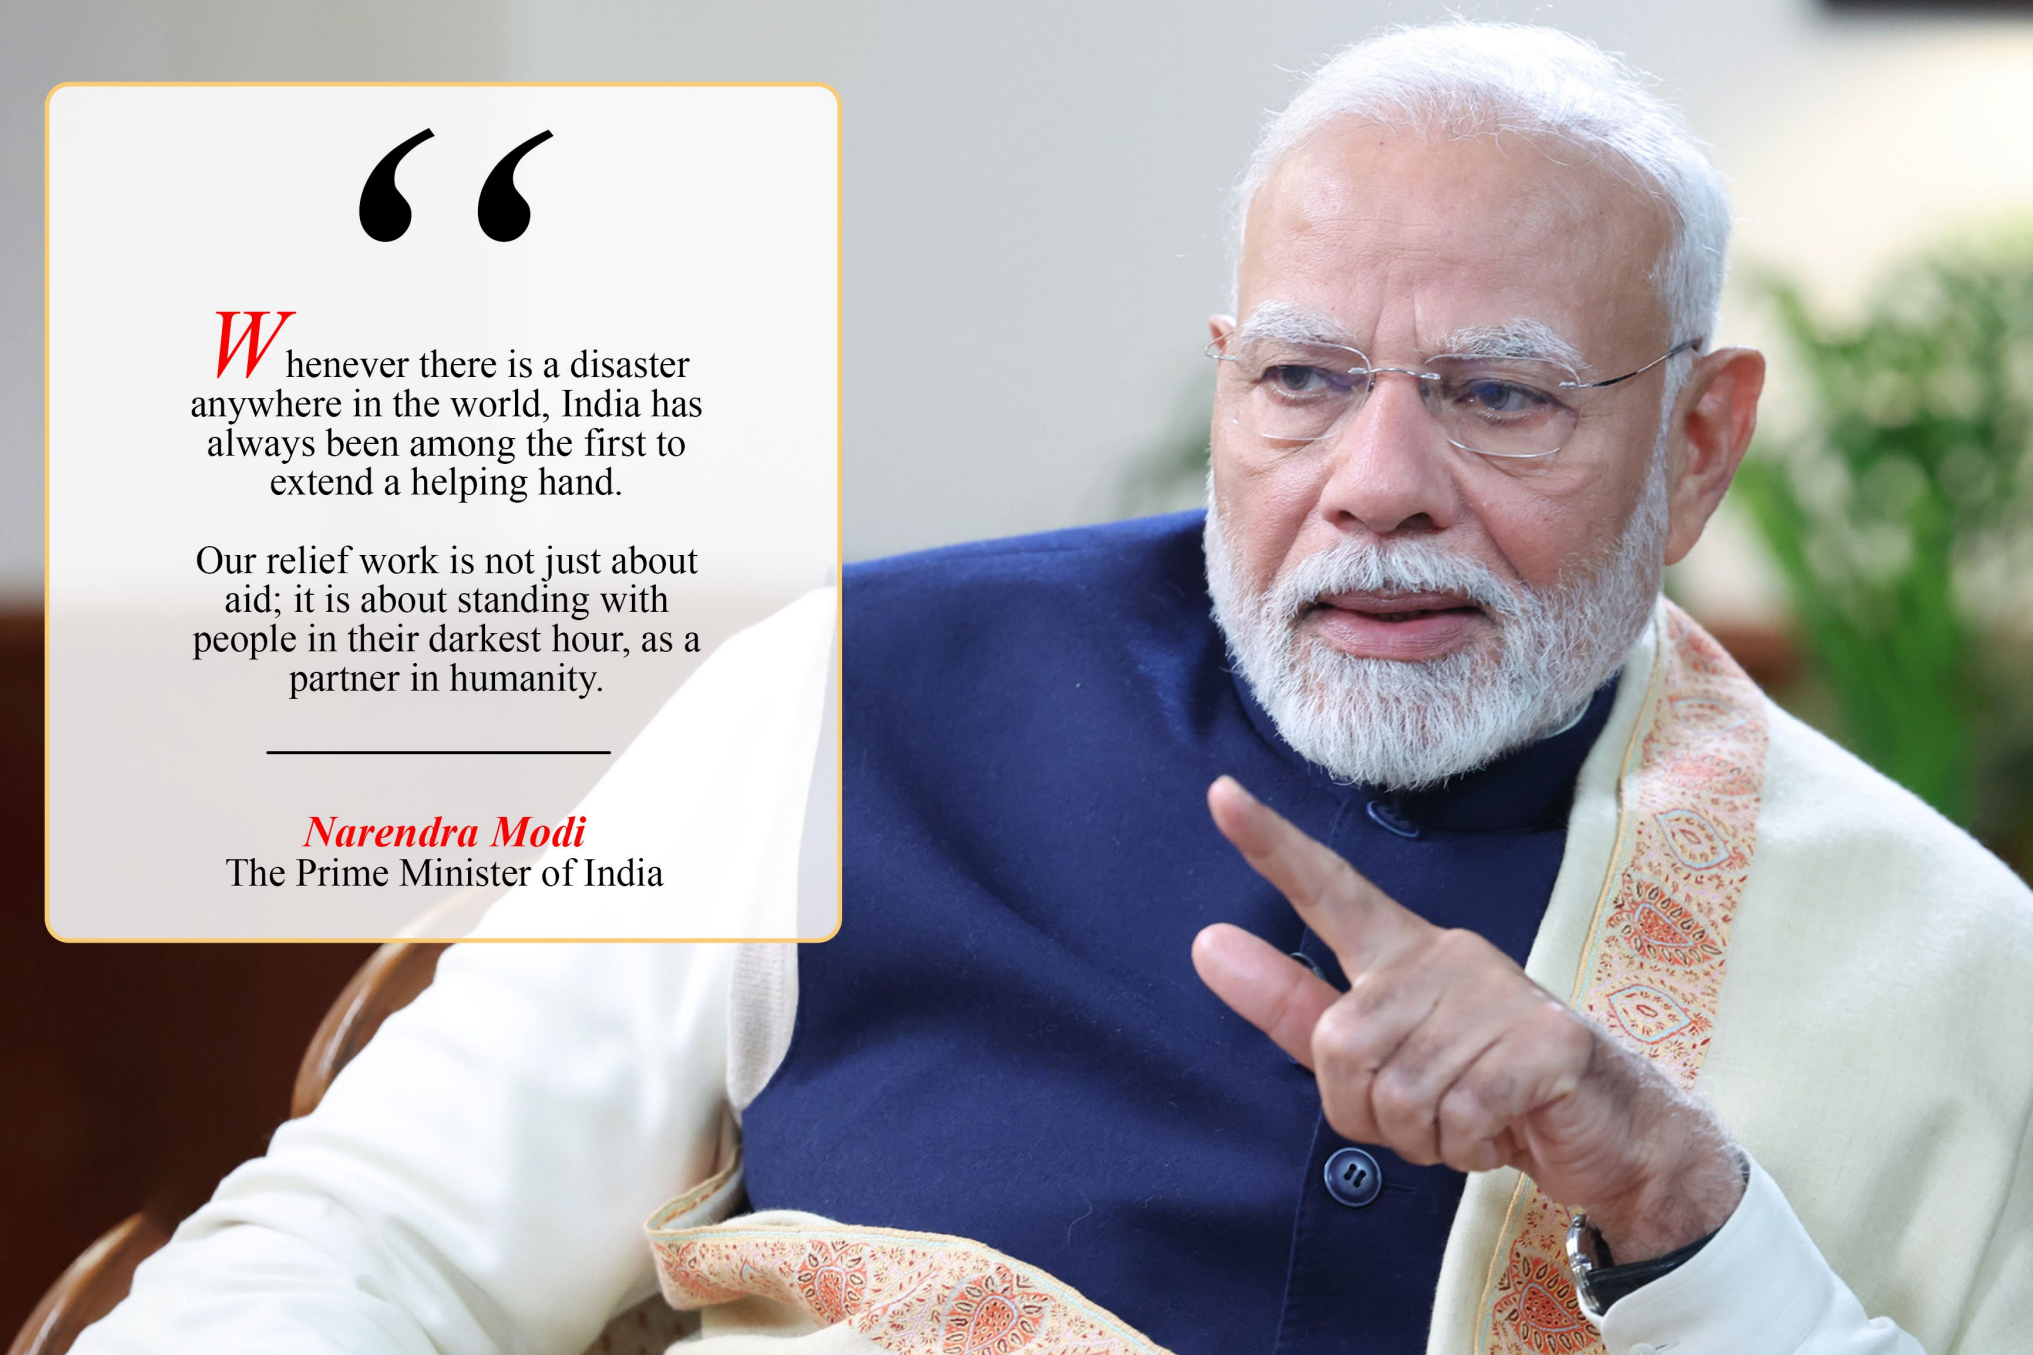 “
Whenever there is a disaster
anywhere in the world, India has
always been among the first to
extend a helping hand.
Our relief work is not just about
aid; it is about standing with
people in their darkest hour, as a
partner in humanity.
Narendra Modi
The Prime Minister of India